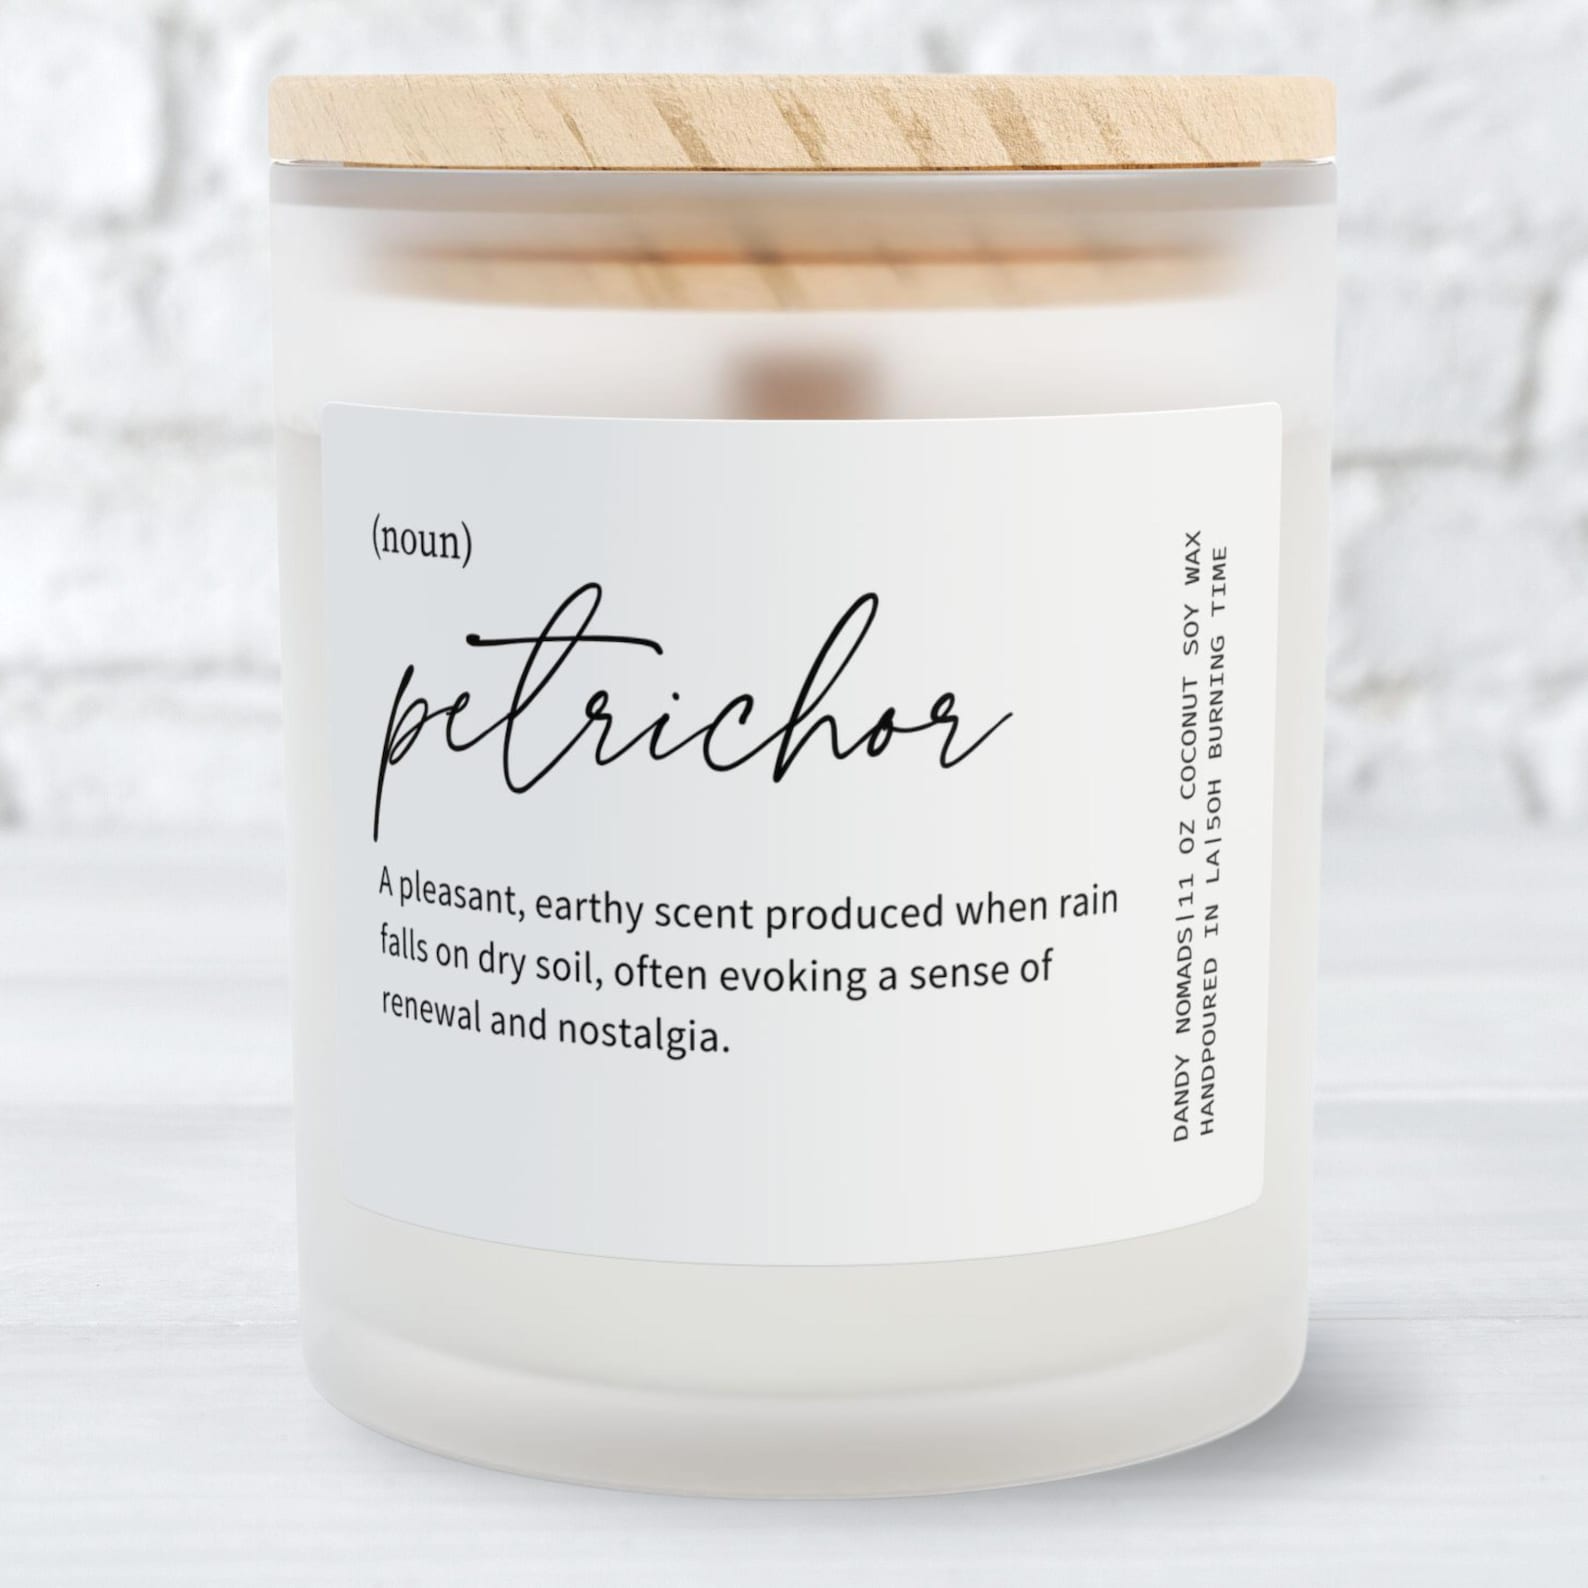 (noun)
petrichor
A pleasant, earthy scent produced when rain
falls on dry soil, often evoking a sense of
renewal and nostalgia.
DANDY NOMADS|11 OZ COCONUT SOY WAX
HANDPOURED IN LA|50H BURNING TIME